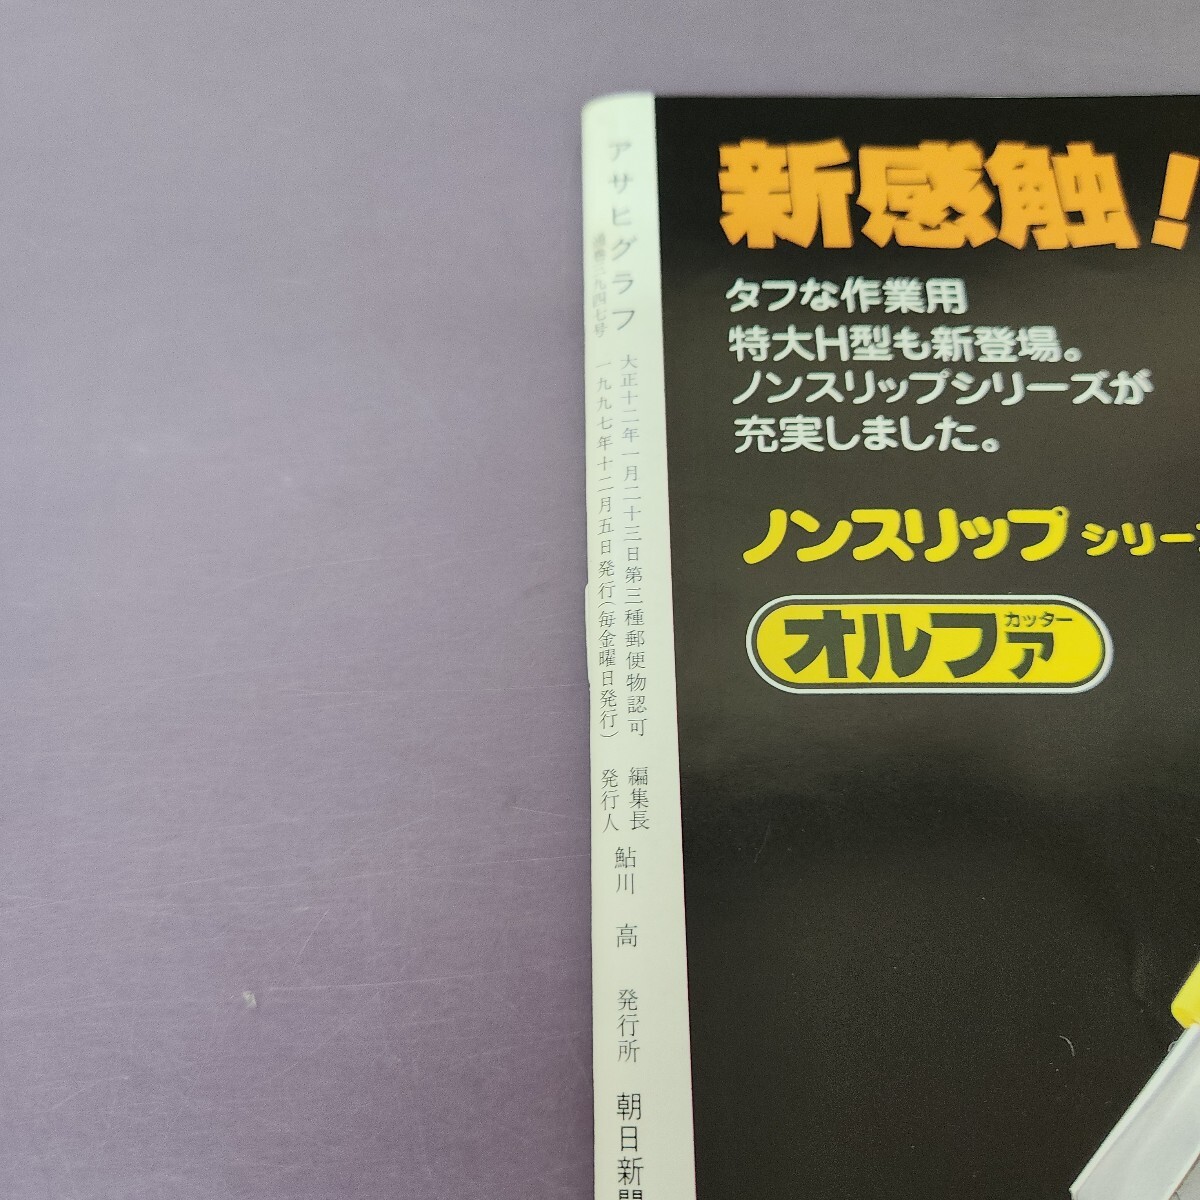 アサヒグラフ
通巻三九四七号
大正十二年一月二十三日第三種郵便物認可
一九九七年十二月五日発行(毎金曜日発行)
編集長
発行人
鮎川 高
発行所 朝日新聞
新感触!
タフな作業用
特大H型も新登場。
ノンスリップシリーズが
充実しました。
ノンスリップ シリーズ
オルファ カッター